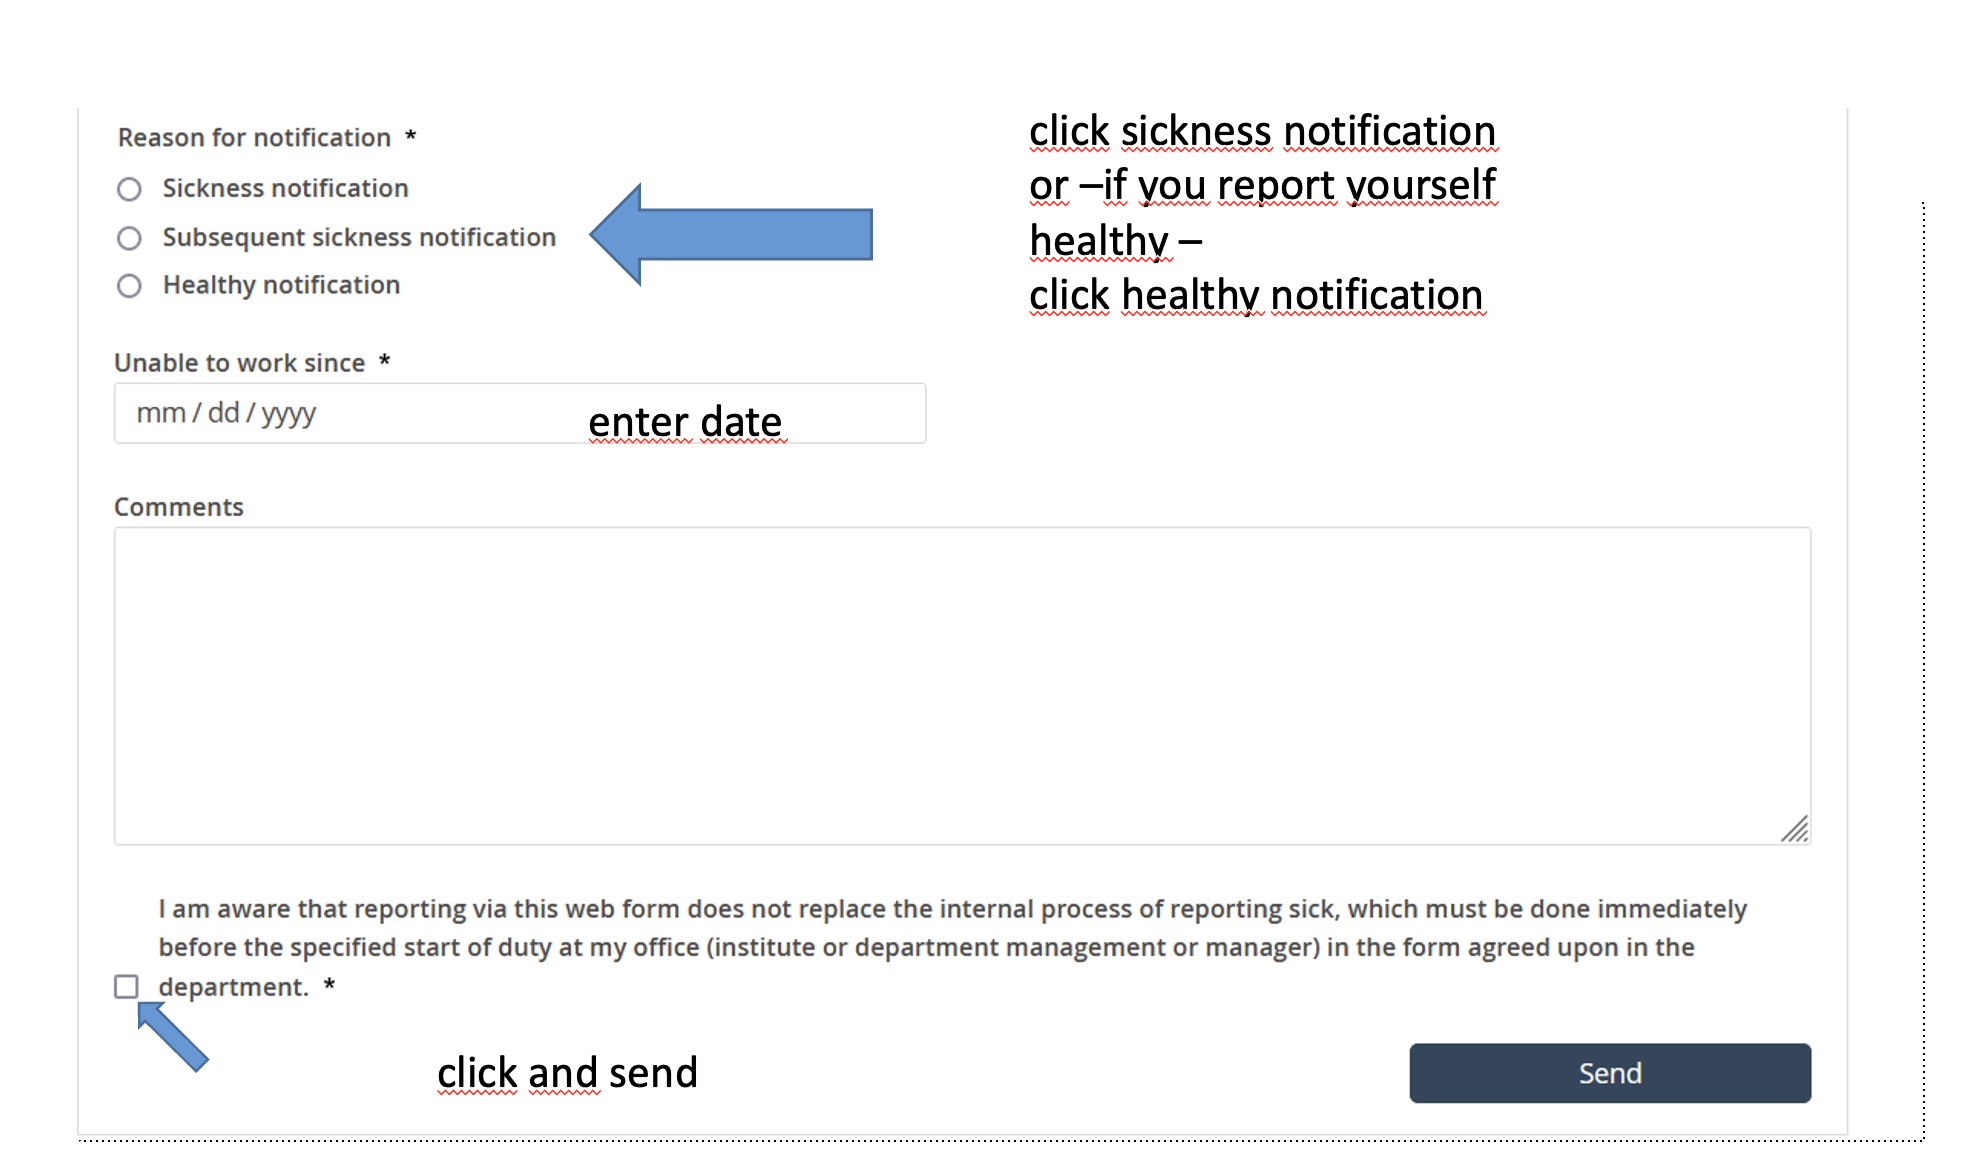 Reason for notification *
Sickness notification
Subsequent sickness notification
Healthy notification
click sickness notification
or –if you report yourself
healthy –
click healthy notification
Unable to work since *
mm / dd / yyyy
enter date
Comments
I am aware that reporting via this web form does not replace the internal process of reporting sick, which must be done immediately
before the specified start of duty at my office (institute or department management or manager) in the form agreed upon in the
department. *
click and send
Send